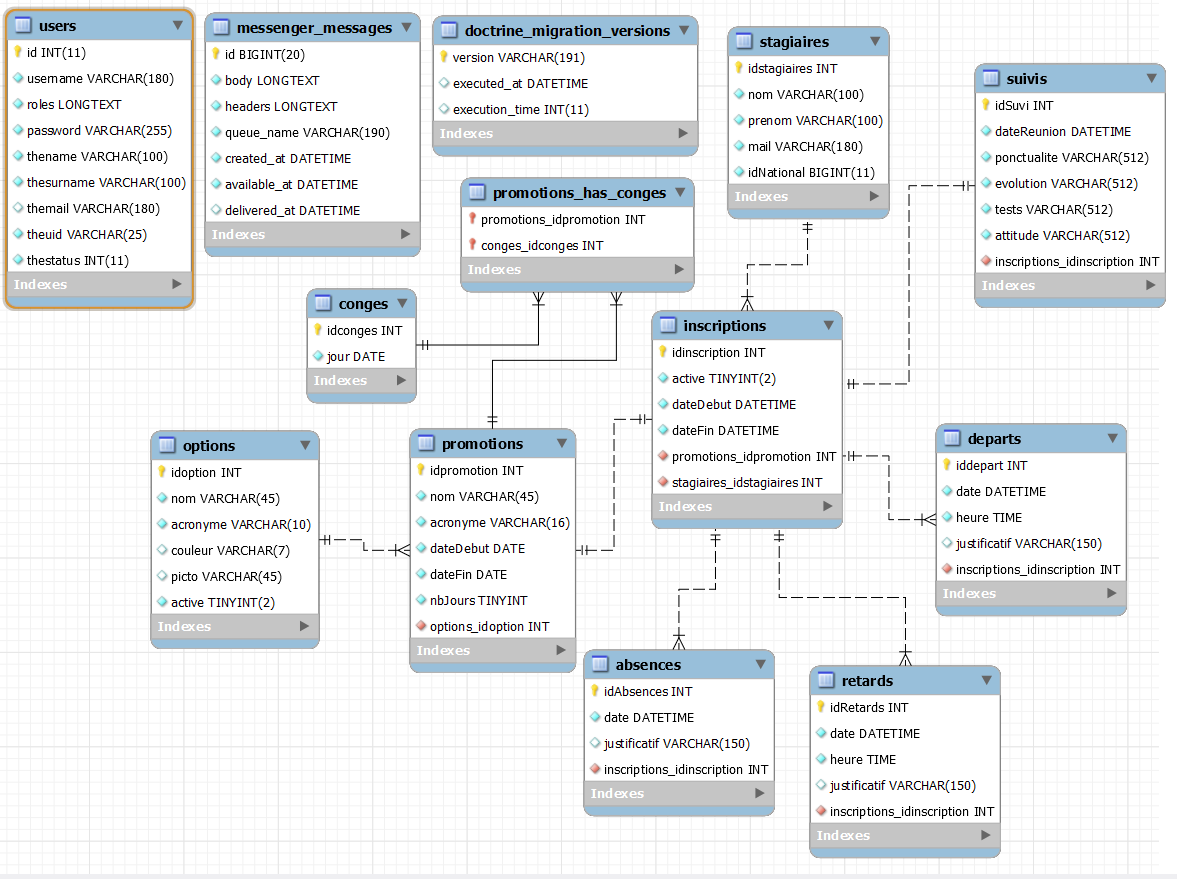 users
id INT(11)
username VARCHAR(180)
roles LONGTEXT
password VARCHAR(255)
thename VARCHAR(100)
thesurname VARCHAR(100)
themail VARCHAR(180)
theuid VARCHAR(25)
thestatus INT(11)
Indexes
messenger_messages
id BIGINT(20)
body LONGTEXT
headers LONGTEXT
queue_name VARCHAR(190)
created_at DATETIME
available_at DATETIME
delivered_at DATETIME
Indexes
doctrine_migration_versions
version VARCHAR(191)
executed_at DATETIME
execution_time INT(11)
Indexes
stagiaires
idstagiaires INT
nom VARCHAR(100)
prenom VARCHAR(100)
mail VARCHAR(180)
idNational BIGINT(11)
Indexes
suivis
idSuvi INT
dateReunion DATETIME
ponctualite VARCHAR(512)
evolution VARCHAR(512)
tests VARCHAR(512)
attitude VARCHAR(512)
inscriptions_idinscription INT
Indexes
promotions_has_conges
promotions_idpromotion INT
conges_idconges INT
Indexes
conges
idconges INT
jour DATE
Indexes
inscriptions
idinscription INT
active TINYINT(2)
dateDebut DATETIME
dateFin DATETIME
promotions_idpromotion INT
stagiaires_idstagiaires INT
Indexes
options
idoption INT
nom VARCHAR(45)
acronyme VARCHAR(10)
couleur VARCHAR(7)
picto VARCHAR(45)
active TINYINT(2)
Indexes
promotions
idpromotion INT
nom VARCHAR(45)
acronyme VARCHAR(16)
dateDebut DATE
dateFin DATE
nbJours TINYINT
options_idoption INT
Indexes
departs
iddepart INT
date DATETIME
heure TIME
justificatif VARCHAR(150)
inscriptions_idinscription INT
Indexes
absences
idAbsences INT
date DATETIME
justificatif VARCHAR(150)
inscriptions_idinscription INT
Indexes
retards
idRetards INT
date DATETIME
heure TIME
justificatif VARCHAR(150)
inscriptions_idinscription INT
Indexes